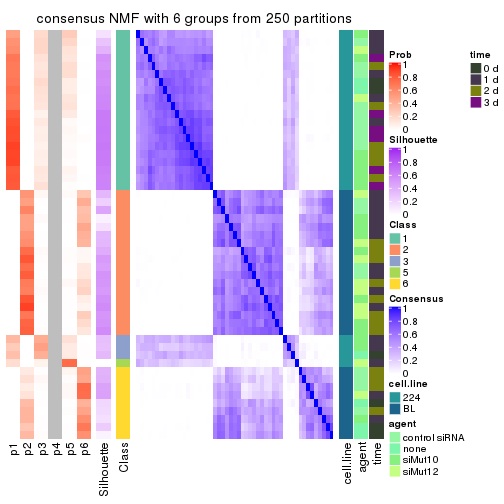 consensus NMF with 6 groups from 250 partitions
Prob
1
0.8
0.6
0.4
0.2
0
Silhouette
1
0.8
0.6
0.4
0.2
0
Class
1
2
3
5
6
Consensus
1
0.8
0.6
0.4
0.2
0
cell.line
224
BL
agent
control siRNA
none
siMut10
siMut12
time
0 d
1 d
2 d
3 d
p1
p2
p3
p4
p5
p6
Silhouette
Class
cell.line
agent
time